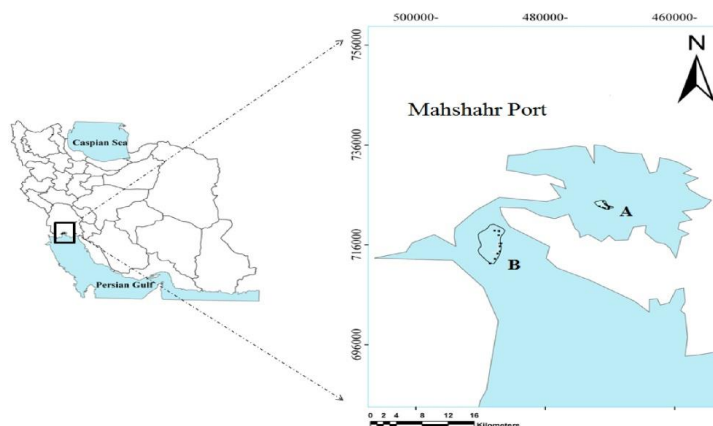 500000- 480000- 460000-
756000
N
Mahshahr Port
736000
Caspian Sea
A
716000
B
Persian Gulf
696000
0 2 4 8 12 16
Kilometers